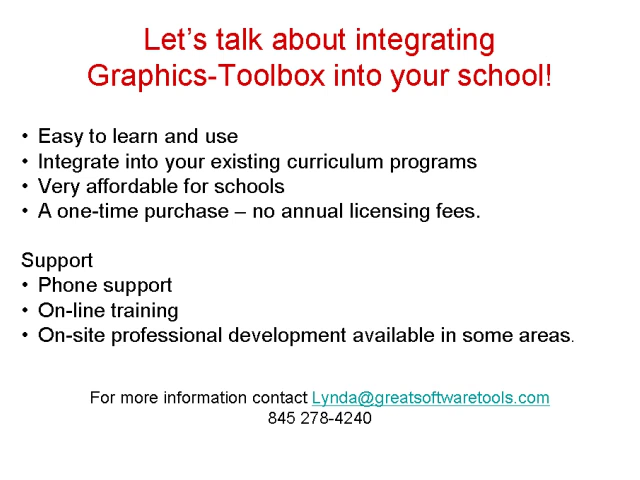 Let's talk about integrating
Graphics-Toolbox into your school!
• Easy to learn and use
• Integrate into your existing curriculum programs
• Very affordable for schools
• A one-time purchase – no annual licensing fees.
Support
• Phone support
• On-line training
• On-site professional development available in some areas.
For more information contact Lynda@greatsoftwaretools.com
845 278-4240